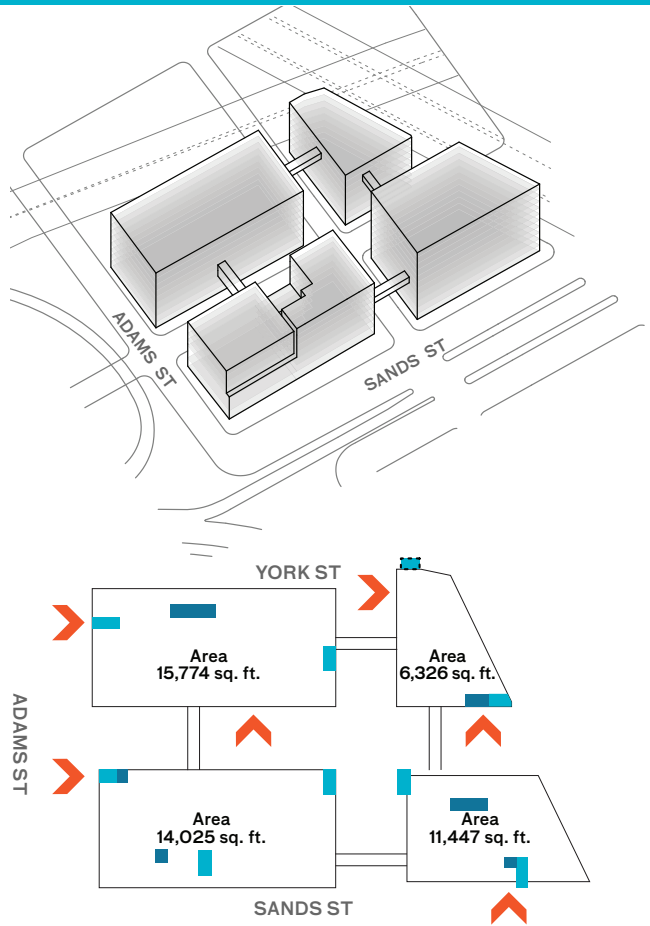 ADAMS ST
SANDS ST
YORK ST
Area
15,774 sq. ft.
Area
6,326 sq. ft.
ADAMS ST
Area
14,025 sq. ft.
Area
11,447 sq. ft.
SANDS ST